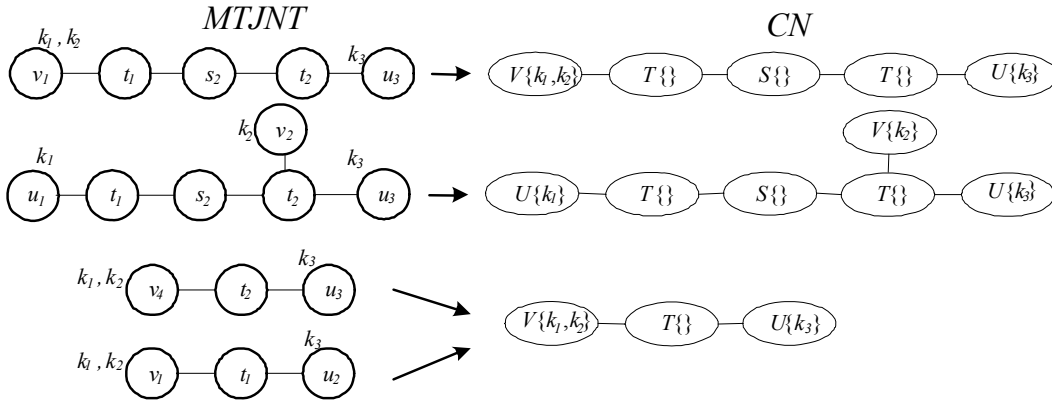 MTJNT CN
k1, k2 k3
v1 t1 s2 t2 u3 V{k1,k2} T{} S{} T{} U{k3}
k2 v2 V{k2}
k1 k3
u1 t1 s2 t2 u3 U{k1} T{} S{} T{} U{k3}
k3
k1, k2 v4 t2 u3
V{k1,k2} T{} U{k3}
k3
k1, k2 v1 t1 u2